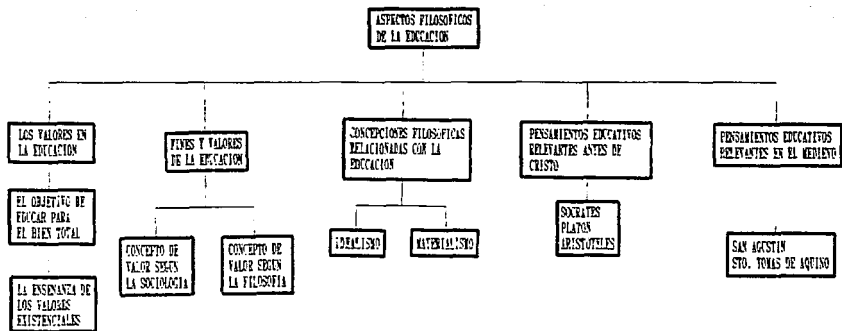 ASPECTOS FILOSOFICOS
DE LA EDUCACION
LOS VALORES EN
LA EDUCACION
EL OBJETIVO DE
EDUCAR PARA
EL BIEN TOTAL
LA ENSENANZA DE
LOS VALORES
EXISTENCIALES
FINES Y VALORES
DE LA EDUCACION
CONCEPTO DE
VALOR SEGUN
LA SOCIOLOGIA
CONCEPTO DE
VALOR SEGUN
LA FILOSOFIA
CONCEPCIONES FILOSOFICAS
RELACIONADAS CON LA
EDUCACION
IDEALISMO
MATERIALISMO
PENSAMIENTOS EDUCATIVOS
RELEVANTES ANTES DE
CRISTO
SOCRATES
PLATON
ARISTOTELES
PENSAMIENTOS EDUCATIVOS
RELEVANTES EN EL MEDIEVO
SAN AGUSTIN
STO. TOMAS DE AQUINO